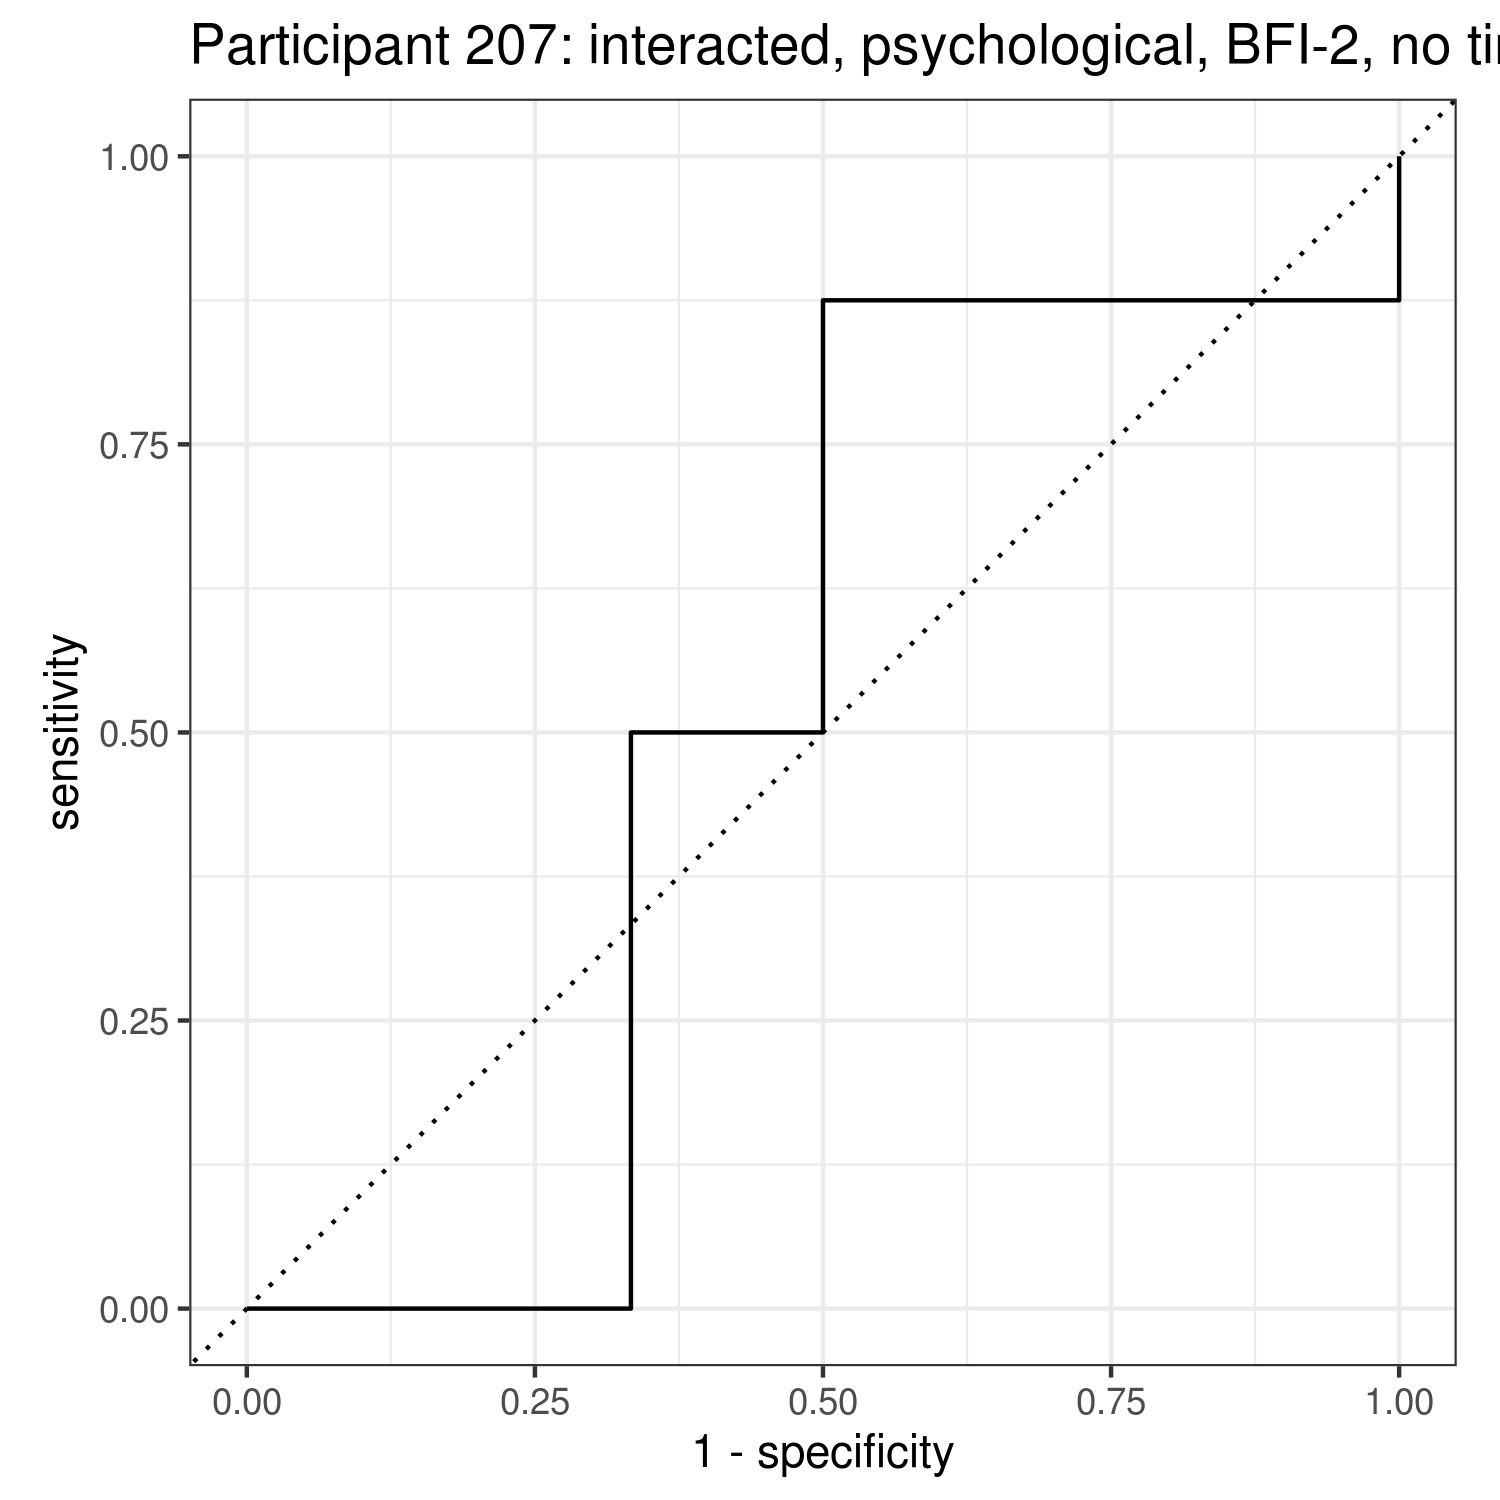 Participant 207: interacted, psychological, BFI-2, no
1.00
0.75
0.50
0.25
0.00
sensitivity
0.00 0.25 0.50 0.75 1.00
1 - specificity